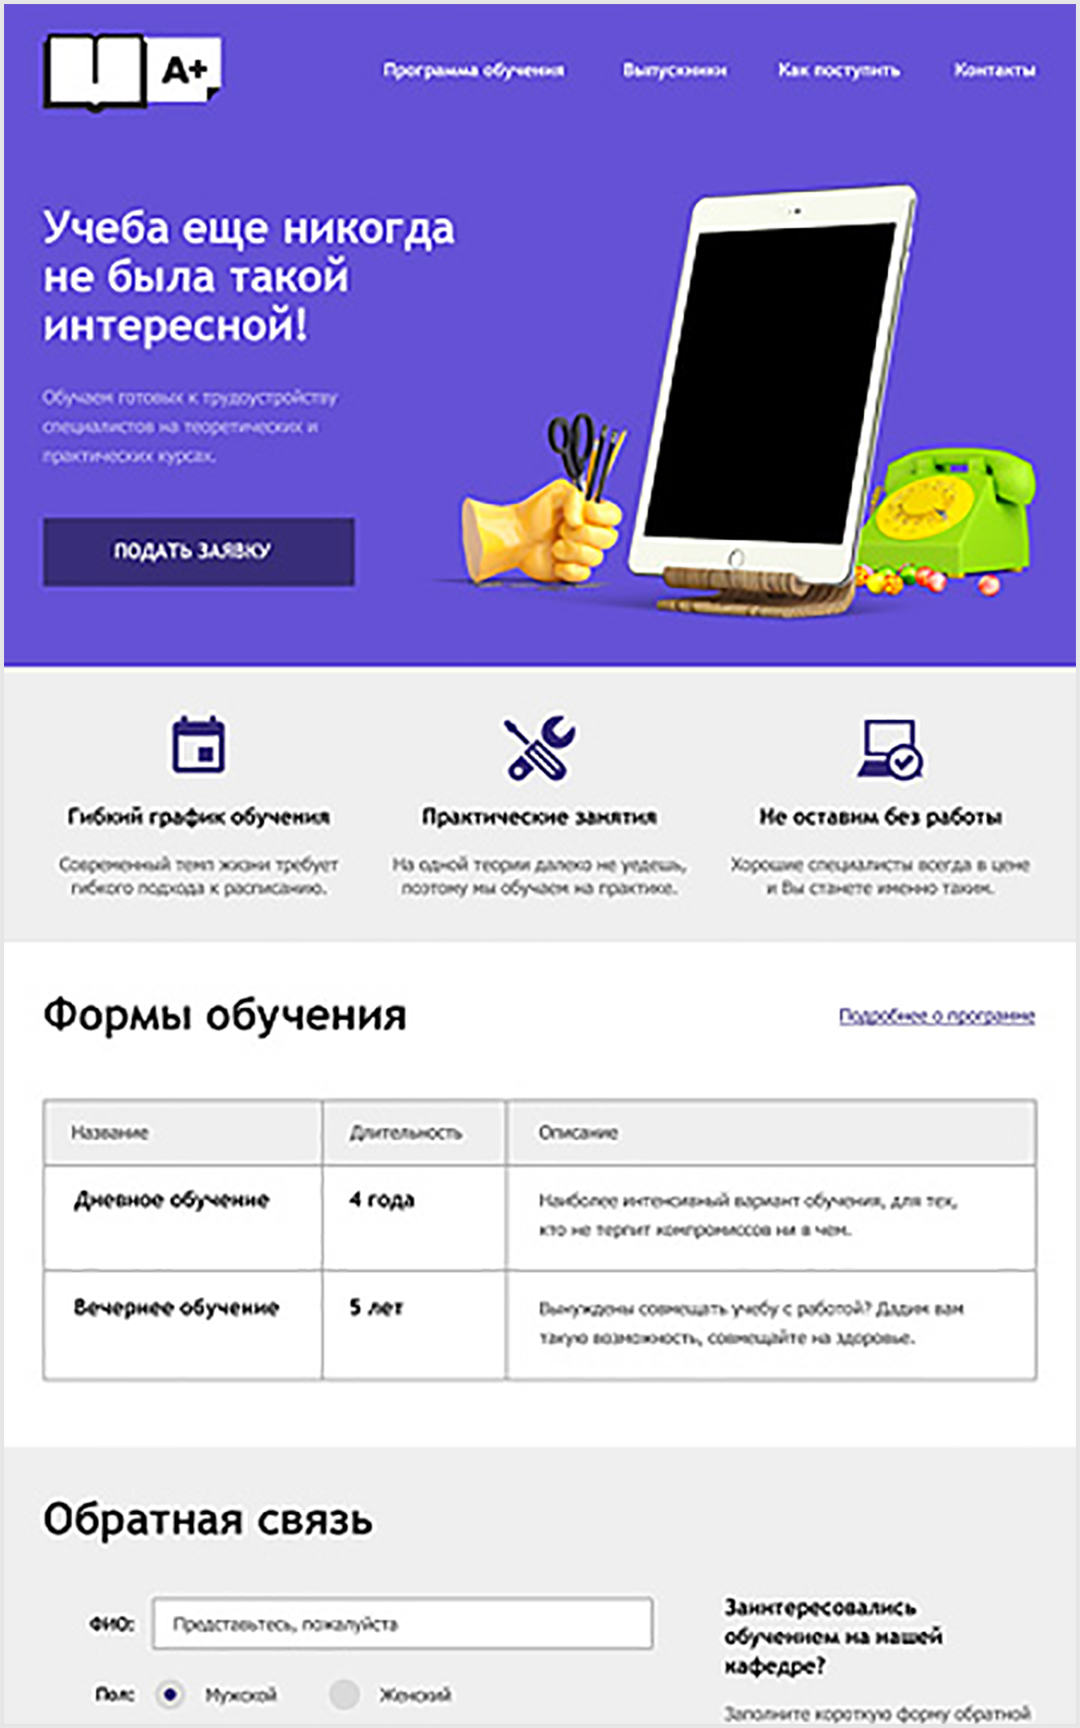 A+
Программа обучения
Выпускники
Как поступить
Контакты
Учеба еще никогда
не была такой
интересной!
Обучаем готовых к трудоустройству
специалистов на теоретических и
практических курсах.
ПОДАТЬ ЗАЯВКУ
Гибкий график обучения
Современный темп жизни требует
гибкого подхода к расписанию.
Практические занятия
На одной теории далеко не уедешь,
поэтому мы обучаем на практике.
Не оставим без работы
Хорошие специалисты всегда в цене
и Вы станете именно таким.
Формы обучения
Подробнее о программе
Название
Длительность
Описание
Дневное обучение
4 года
Наиболее интенсивный вариант обучения, для тех,
кто не терпит компромиссов ни в чем.
Вечернее обучение
5 лет
Вынуждены совмещать учебу с работой? Дадим вам
такую возможность, совмещайте на здоровье.
Обратная связь
ФИО:
Представьтесь, пожалуйста
Пол:
Мужской
Женский
Заинтересовались
обучением на нашей
кафедре?
Заполните короткую форму обратной